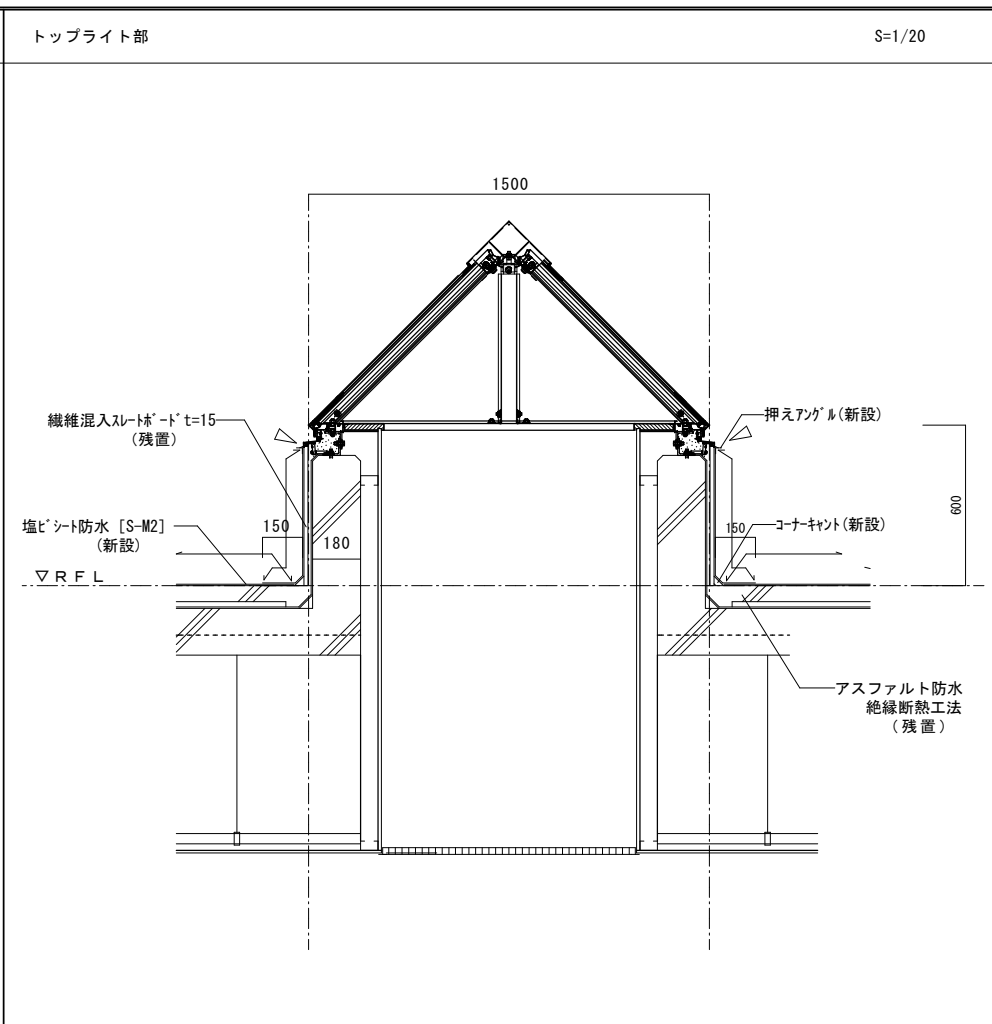 トップライト部
S=1/20
1500
繊維混入ｽﾚｰﾄﾎﾞｰﾄﾞt=15
(残置)
押えｱﾝｸﾞﾙ(新設)
塩ﾋﾞｼｰﾄ防水 [S-M2]
(新設)
150
180
150
ｺｰﾅｰｷｬﾝﾄ(新設)
600
▽ＲＦＬ
アスファルト防水
絶縁断熱工法
(残置)